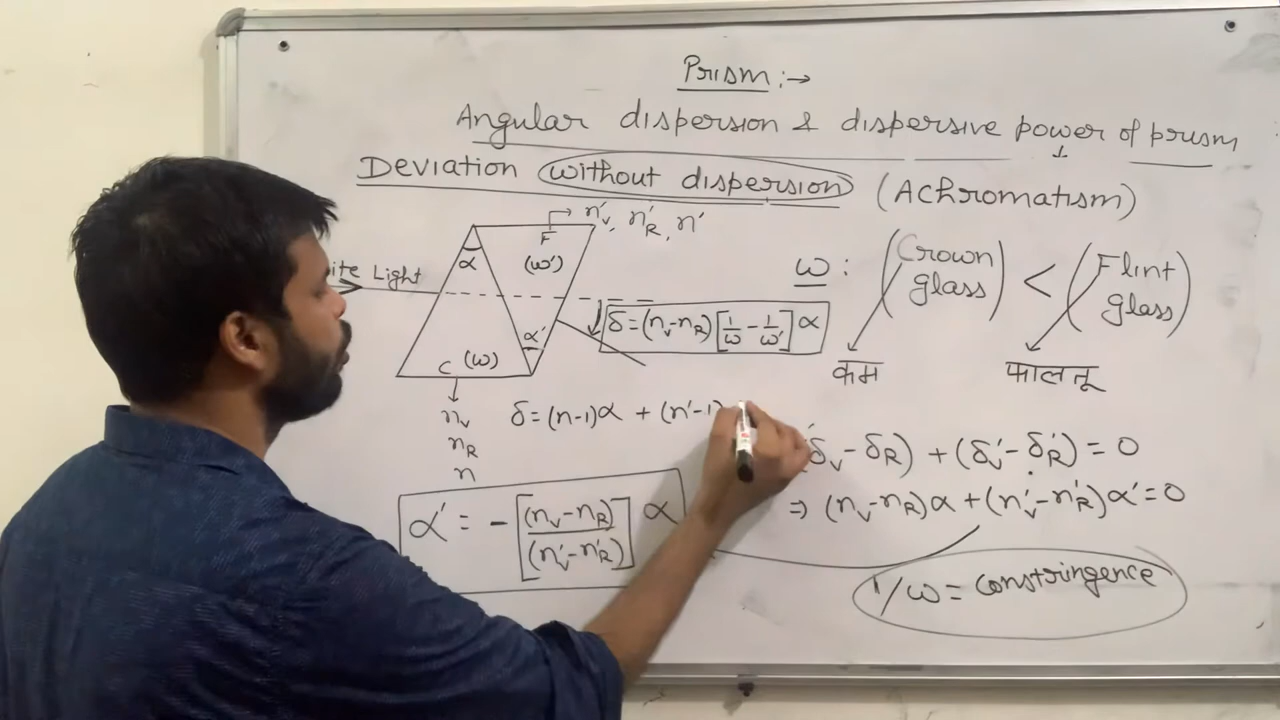 Prism :→
Angular dispersion & dispersive power of prism
Deviation without dispersion (Achromatism)
n'v, n'R, n'
F
(ω')
α
ite Light
α'
C (ω)
nv
nR
n
ω : (Crown glass) < (Flint glass)
कम
फालतू
δ = (nv-nR) [1/ω - 1/ω'] α
δ = (n-1)α + (n'-1)
(δv - δR) + (δ'v - δ'R) = 0
⇒ (nv-nR)α + (n'v-n'R)α' = 0
α' = - [(nv-nR)/(n'v-n'R)] α
1/ω = constringence